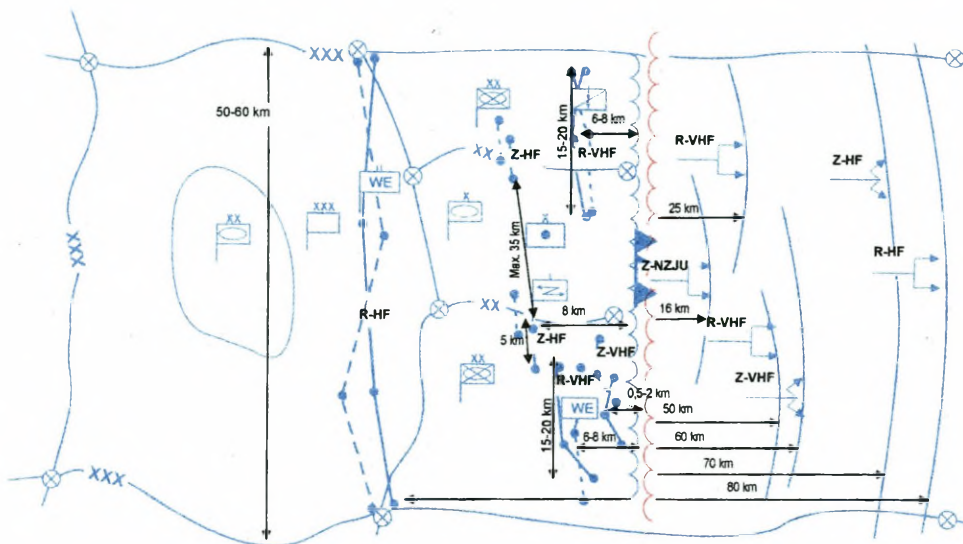 XXX
XX
50-60 km
15-20 km
6-8 km
R-VHF
Z-HF
R-VHF
Z-HF
XX
WE
X
XX
XXX
X
25 km
XXX
Max. 35 km
Z-NZJU
R-HF
N
XX
8 km
16 km
R-HF
R-VHF
5 km
Z-HF
Z-VHF
XX
R-VHF
Z-VHF
0,5-2 km
WE
50 km
15-20 km
6-8 km
60 km
70 km
XXX
80 km